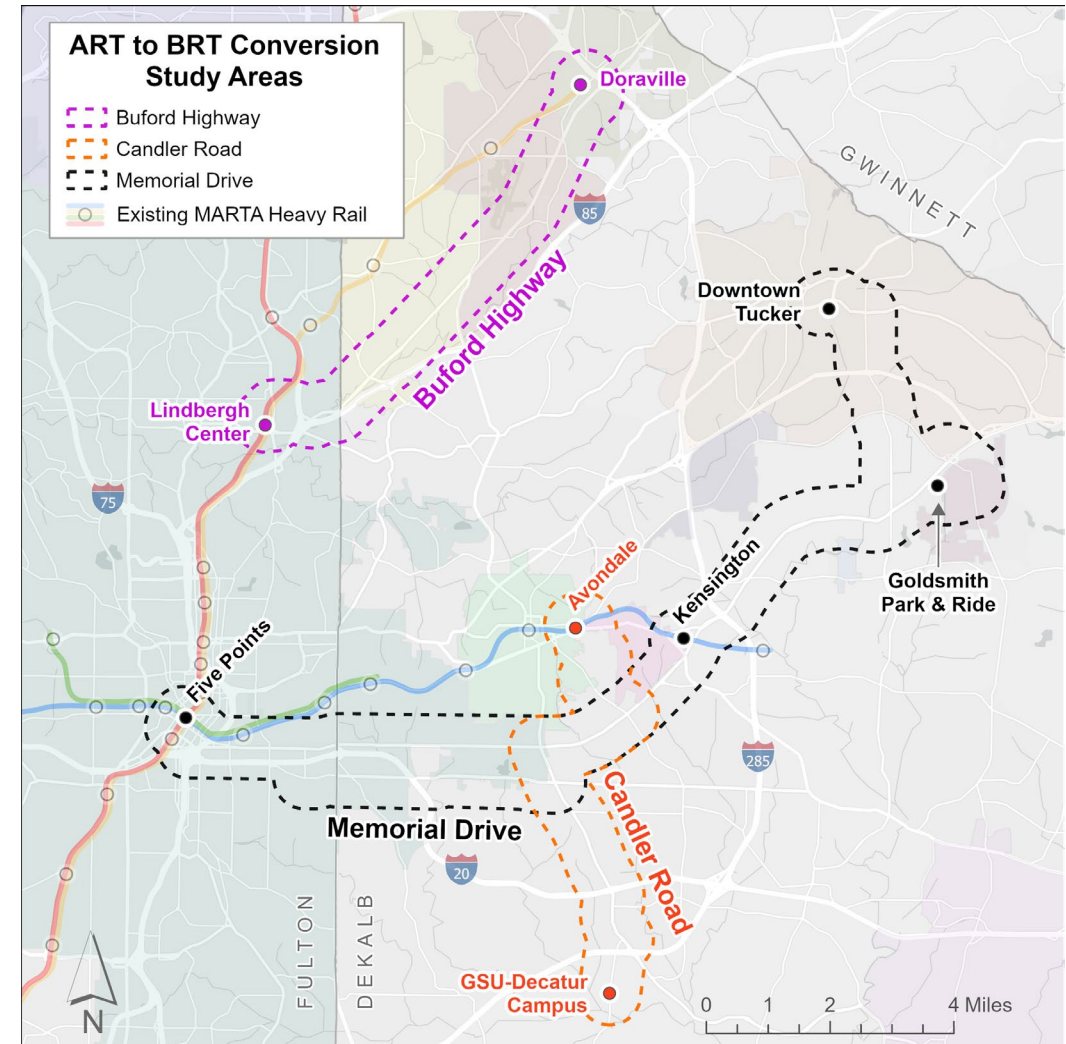 ART to BRT Conversion
Study Areas
Buford Highway
Candler Road
Memorial Drive
Existing MARTA Heavy Rail
Doraville
GWINNETT
85
Buford Highway
Downtown
Tucker
Lindbergh
Center
75
Avondale
Kensington
Goldsmith
Park & Ride
Five Points
285
Candler Road
Memorial Drive
20
FULTON
DEKALB
GSU-Decatur
Campus
N
0 1 2 4 Miles